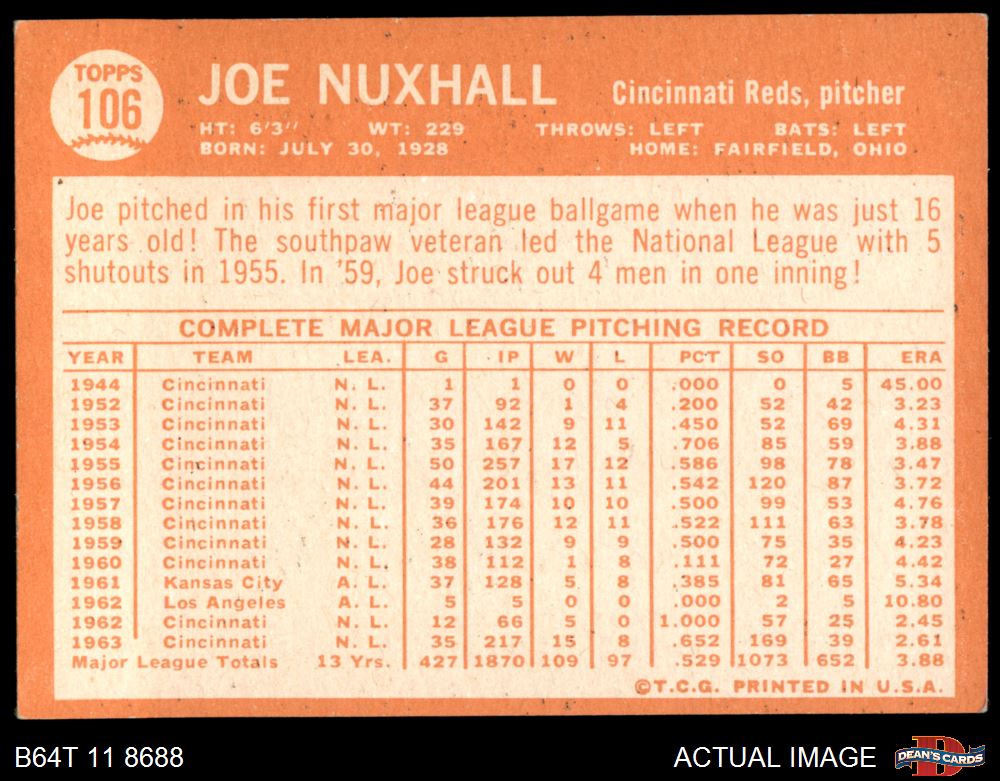 TOPPS
106
JOE NUXHALL
Cincinnati Reds, pitcher
HT: 6'3" WT: 229 THROWS: LEFT BATS: LEFT
BORN: JULY 30, 1928 HOME: FAIRFIELD, OHIO
Joe pitched in his first major league ballgame when he was just 16
years old! The southpaw veteran led the National League with 5
shutouts in 1955. In '59, Joe struck out 4 men in one inning!
COMPLETE MAJOR LEAGUE PITCHING RECORD
YEAR TEAM LEA. G IP W L PCT SO BB ERA
1944 Cincinnati N. L. 1 1 0 0 .000 0 5 45.00
1952 Cincinnati N. L. 37 92 1 4 .200 52 42 3.23
1953 Cincinnati N. L. 30 142 9 11 .450 52 69 4.31
1954 Cincinnati N. L. 35 167 12 5 .706 85 59 3.88
1955 Cincinnati N. L. 50 257 17 12 .586 98 78 3.47
1956 Cincinnati N. L. 44 201 13 11 .542 120 87 3.72
1957 Cincinnati N. L. 39 174 10 10 .500 99 53 4.76
1958 Cincinnati N. L. 36 176 12 11 .522 111 63 3.78
1959 Cincinnati N. L. 28 132 9 9 .500 75 35 4.23
1960 Cincinnati N. L. 38 112 1 8 .111 72 27 4.42
1961 Kansas City A. L. 37 128 5 8 .385 81 65 5.34
1962 Los Angeles A. L. 5 5 0 0 .000 2 5 10.80
1962 Cincinnati N. L. 12 66 5 0 1.000 57 25 2.45
1963 Cincinnati N. L. 35 217 15 8 .652 169 39 2.61
Major League Totals 13 Yrs. 427 1870 109 97 .529 1073 652 3.88
©T.C.G. PRINTED IN U.S.A.
B64T 11 8688
ACTUAL IMAGE
D
DEAN'S CARDS